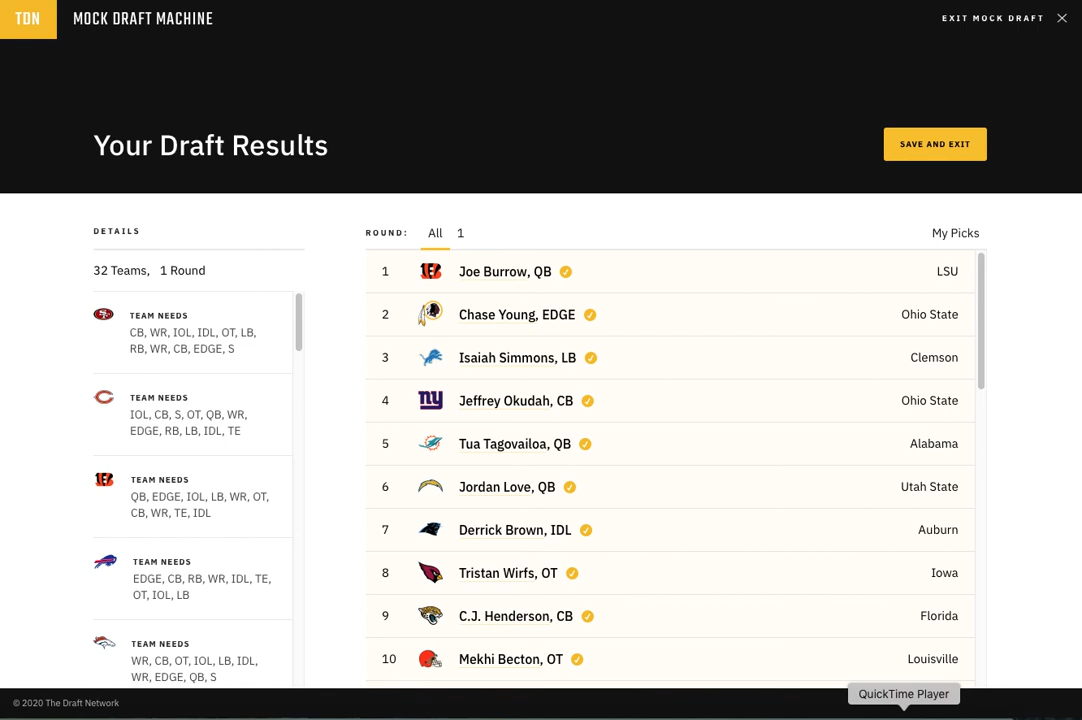 TDN
MOCK DRAFT MACHINE
EXIT MOCK DRAFT
Your Draft Results
SAVE AND EXIT
DETAILS
32 Teams, 1 Round
TEAM NEEDS
CB, WR, IOL, IDL, OT, LB,
RB, WR, CB, EDGE, S
TEAM NEEDS
IOL, CB, S, OT, QB, WR,
EDGE, RB, LB, IDL, TE
TEAM NEEDS
QB, EDGE, IOL, LB, WR, OT,
CB, WR, TE, IDL
TEAM NEEDS
EDGE, CB, RB, WR, IDL, TE,
OT, IOL, LB
TEAM NEEDS
WR, CB, OT, IOL, LB, IDL,
WR, EDGE, QB, S
ROUND: All 1 My Picks
1 Joe Burrow, QB LSU
2 Chase Young, EDGE Ohio State
3 Isaiah Simmons, LB Clemson
4 ny Jeffrey Okudah, CB Ohio State
5 Tua Tagovailoa, QB Alabama
6 Jordan Love, QB Utah State
7 Derrick Brown, IDL Auburn
8 Tristan Wirfs, OT Iowa
9 C.J. Henderson, CB Florida
10 Mekhi Becton, OT Louisville
QuickTime Player
© 2020 The Draft Network